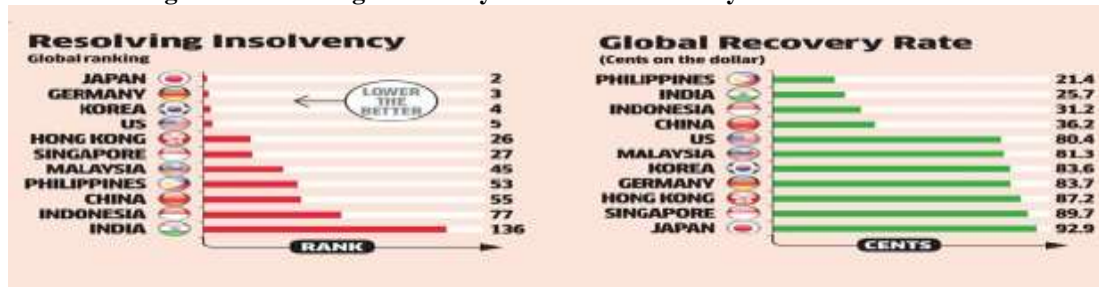 Resolving Insolvency
Global ranking
LOWER
THE
BETTER
JAPAN 2
GERMANY 3
KOREA 4
US 5
HONG KONG 26
SINGAPORE 27
MALAYSIA 45
PHILIPPINES 53
CHINA 55
INDONESIA 77
INDIA 136
RANK
Global Recovery Rate
(Cents on the dollar)
PHILIPPINES 21.4
INDIA 25.7
INDONESIA 31.2
CHINA 36.2
US 80.4
MALAYSIA 81.3
KOREA 83.6
GERMANY 83.7
HONG KONG 87.2
SINGAPORE 89.7
JAPAN 92.9
CENTS